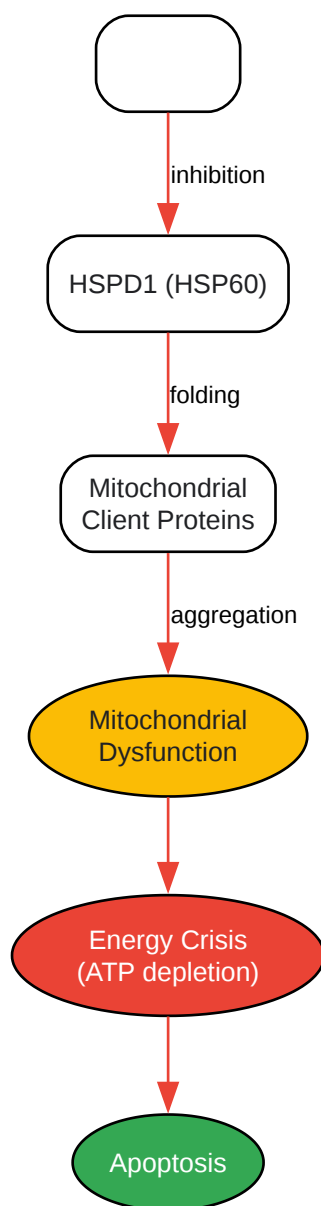 inhibition
HSPD1 (HSP60)
folding
Mitochondrial
Client Proteins
aggregation
Mitochondrial
Dysfunction
Energy Crisis
(ATP depletion)
Apoptosis